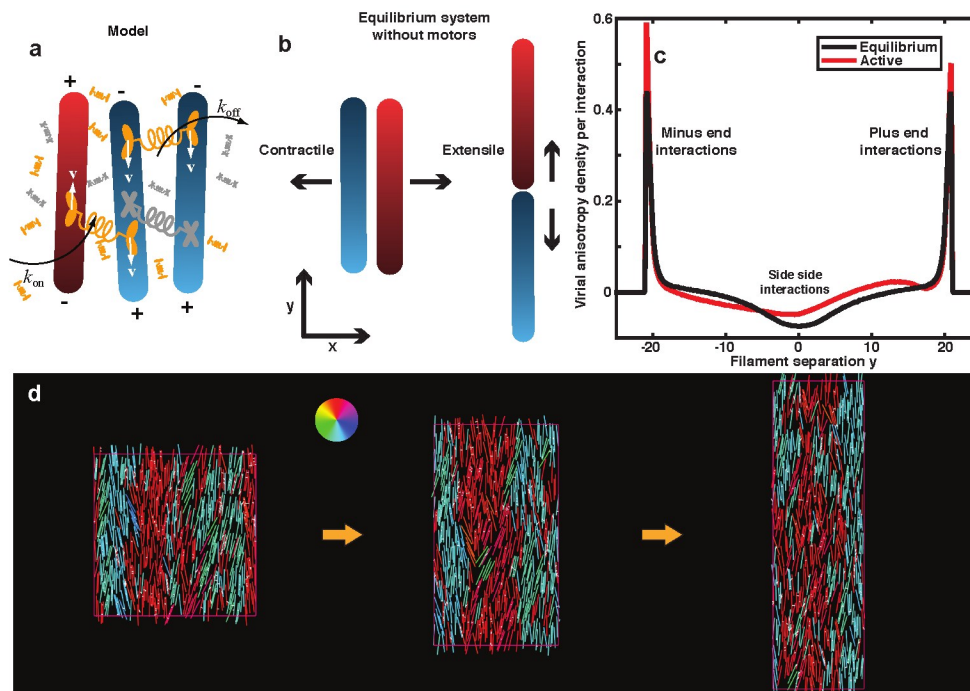 Model
a
+
-
-
k_off
v
v
v
v
k_on
-
+
+
b
Equilibrium system
without motors
Contractile
Extensile
y
x
c
Virial anisotropy density per interaction
0.6
0.4
0.2
0
Equilibrium
Active
Minus end
interactions
Plus end
interactions
Side side
interactions
-20
-10
0
10
20
Filament separation y
d